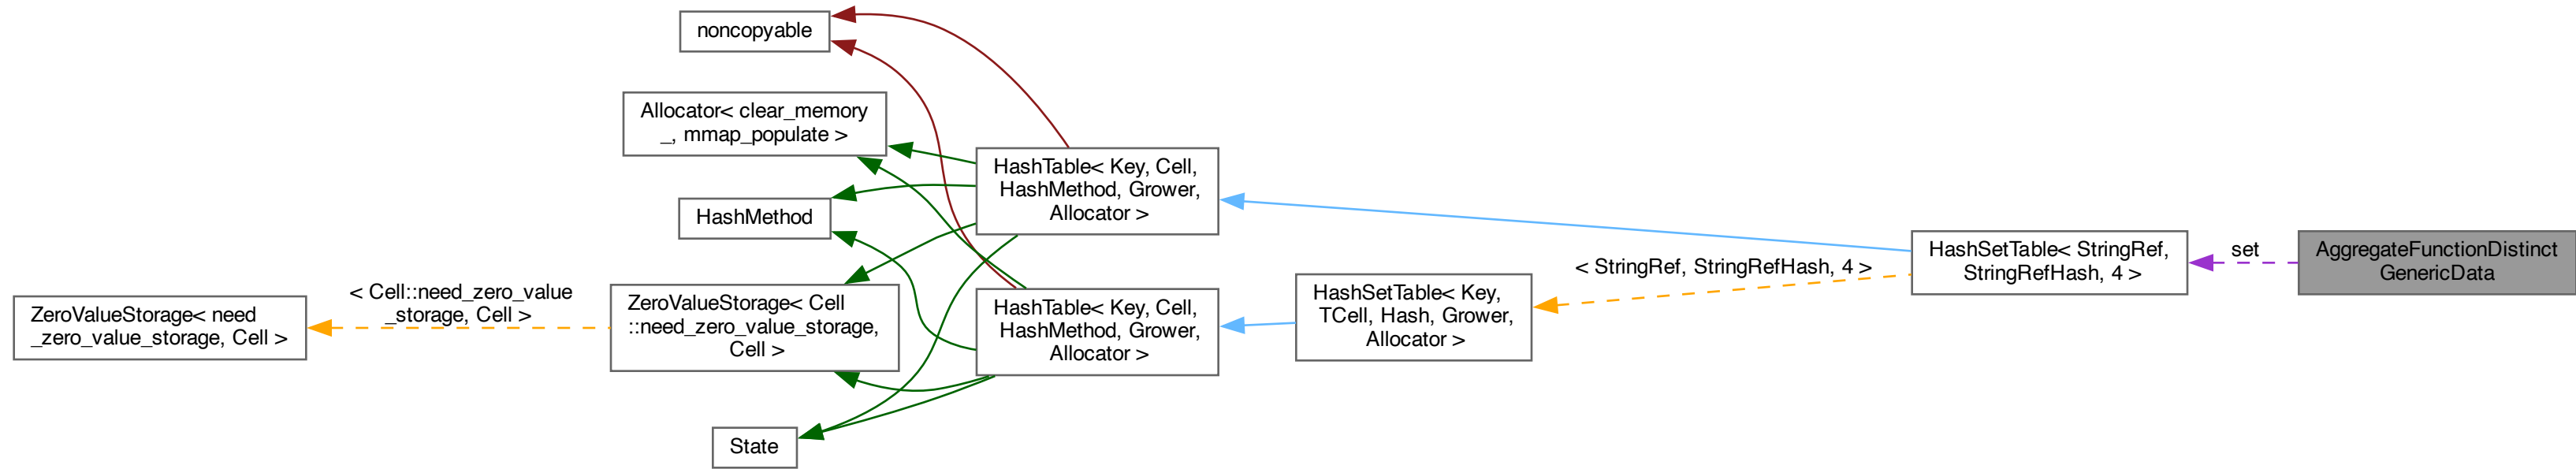 noncopyable
Allocator< clear_memory
_, mmap_populate >
HashMethod
ZeroValueStorage< need
_zero_value_storage, Cell >
< Cell::need_zero_value
_storage, Cell >
ZeroValueStorage< Cell
::need_zero_value_storage,
Cell >
State
HashTable< Key, Cell,
HashMethod, Grower,
Allocator >
HashTable< Key, Cell,
HashMethod, Grower,
Allocator >
HashSetTable< Key,
TCell, Hash, Grower,
Allocator >
< StringRef, StringRefHash, 4 >
HashSetTable< StringRef,
StringRefHash, 4 >
set
AggregateFunctionDistinct
GenericData